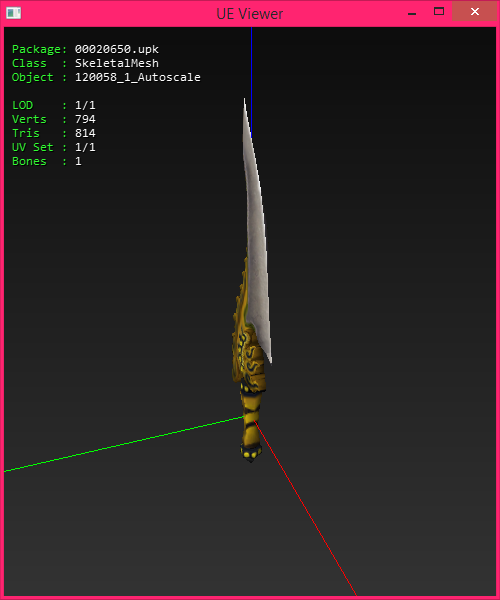 UE Viewer
Package: 00020650.upk
Class  : SkeletalMesh
Object : 120058_1_Autoscale
LOD    : 1/1
Verts  : 794
Tris   : 814
UV Set : 1/1
Bones  : 1